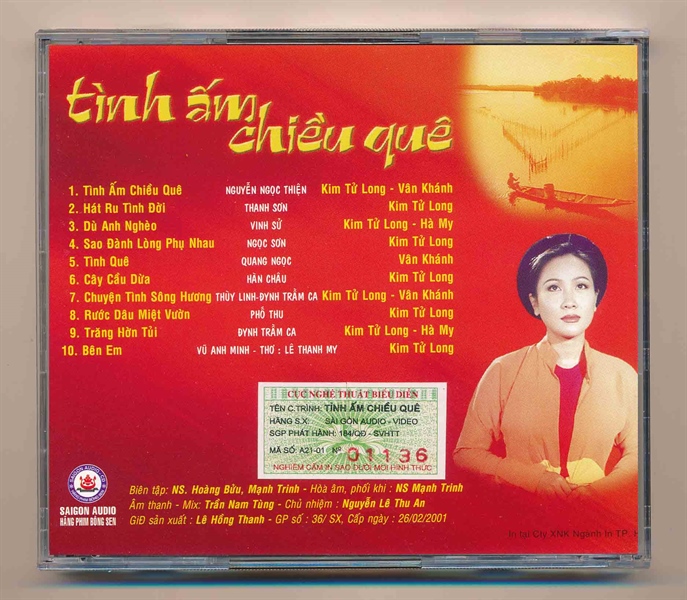 tình ấm
chiều quê
1. Tình Ấm Chiều Quê NGUYỄN NGỌC THIỆN Kim Tử Long - Vân Khánh
2. Hát Ru Tình Đời THANH SƠN Kim Tử Long
3. Dù Anh Nghèo VINH SỬ Kim Tử Long - Hà My
4. Sao Đành Lòng Phụ Nhau NGỌC SƠN Kim Tử Long
5. Tình Quê QUANG NGỌC Vân Khánh
6. Cây Cầu Dừa HÀN CHÂU Kim Tử Long
7. Chuyện Tình Sông Hương THÙY LINH-ĐYNH TRẦM CA Kim Tử Long - Vân Khánh
8. Rước Dâu Miệt Vườn PHỐ THU Kim Tử Long
9. Trăng Hờn Tủi ĐYNH TRẦM CA Kim Tử Long - Hà My
10. Bên Em VŨ ANH MINH - THƠ : LÊ THANH MY Kim Tử Long
CỤC NGHỆ THUẬT BIỂU DIỄN
TÊN C.TRÌNH: TÌNH ẤM CHIỀU QUÊ
HÃNG S.X: SÀI GÒN AUDIO - VIDEO
SGP PHÁT HÀNH: 184/QĐ - SVHTT
MÃ SỐ: A21-01 Nº 01136
NGHIÊM CẤM IN SAO DƯỚI MỌI HÌNH THỨC
SAIGON AUDIO
HÃNG PHIM BÔNG SEN
Biên tập: NS. Hoàng Bửu, Mạnh Trinh - Hòa âm, phối khí : NS Mạnh Trinh
Âm thanh - Mix: Trần Nam Tùng - Chủ nhiệm : Nguyễn Lê Thu An
GiĐ sản xuất : Lê Hồng Thanh - GP số : 36/ SX, Cấp ngày : 26/02/2001
In tại Cty XNK Ngành In TP.